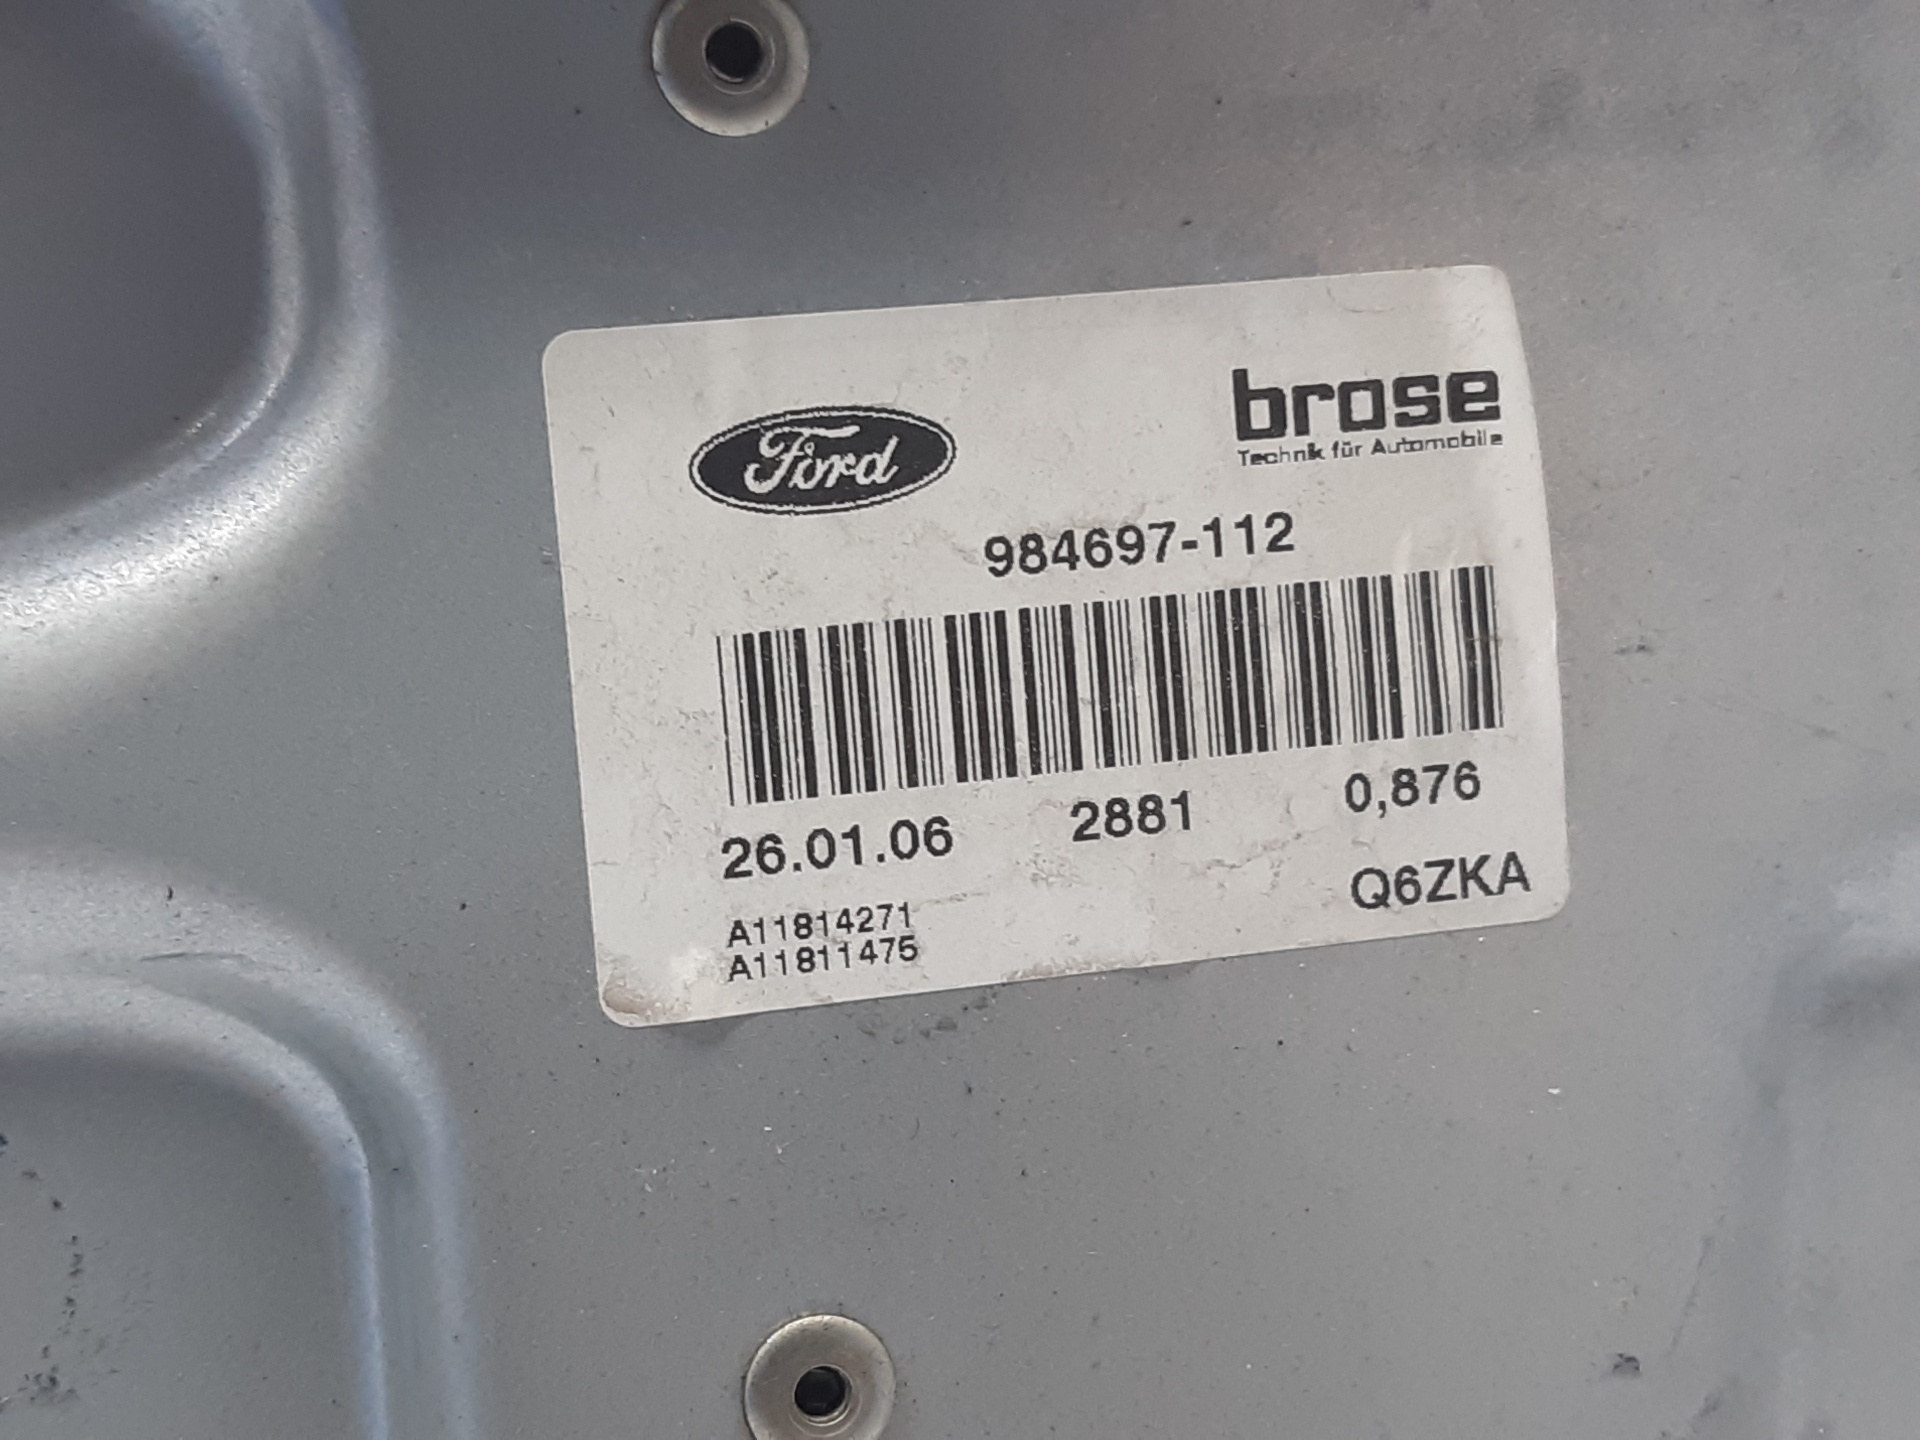 Ford
brose
Technik für Automobile
984697-112
26.01.06 2881 0,876
Q6ZKA
A11814271
A11811475